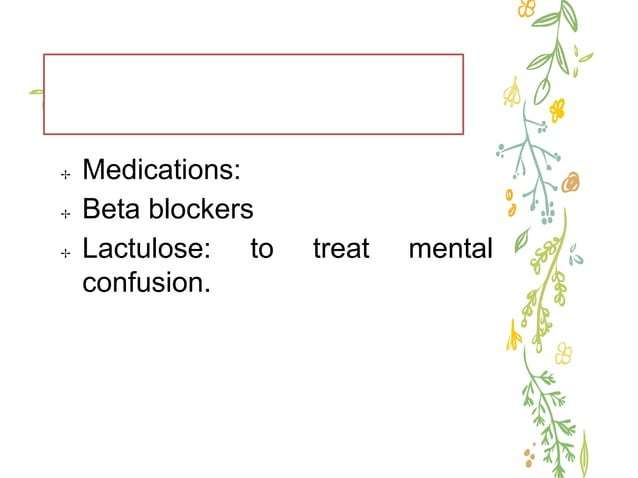 Medications:
Beta blockers
Lactulose: to treat mental
confusion.